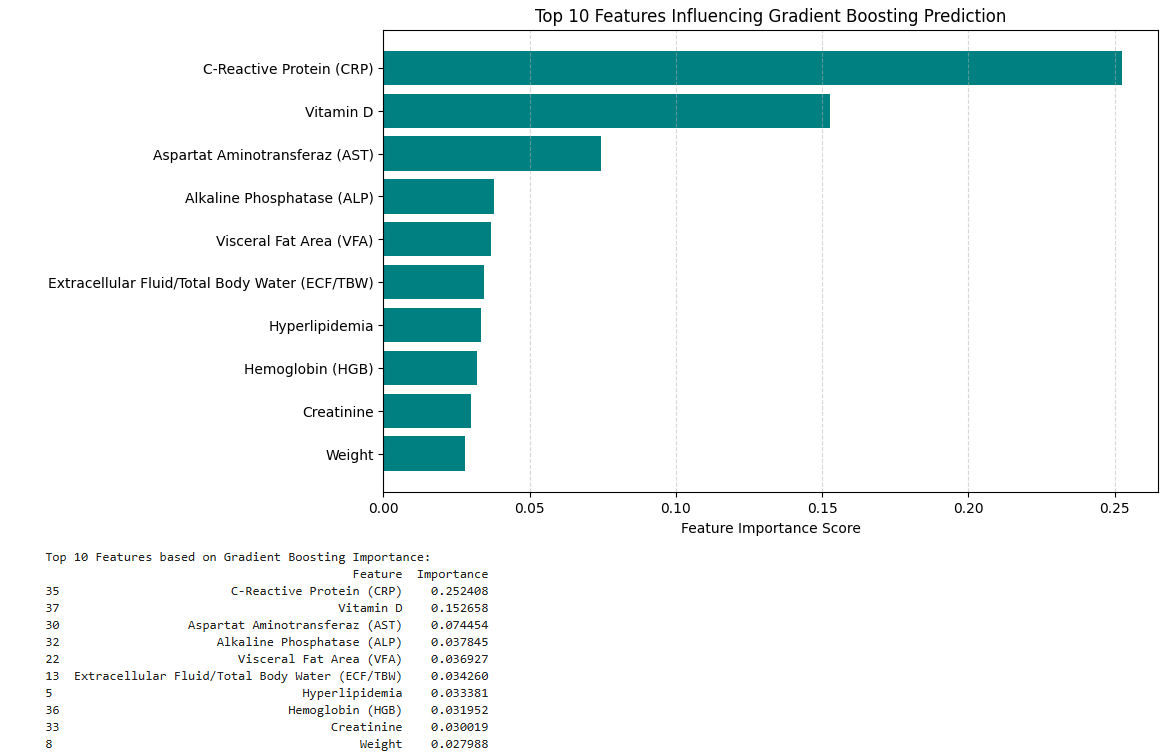 Top 10 Features Influencing Gradient Boosting Prediction
C-Reactive Protein (CRP)
Vitamin D
Aspartat Aminotransferaz (AST)
Alkaline Phosphatase (ALP)
Visceral Fat Area (VFA)
Extracellular Fluid/Total Body Water (ECF/TBW)
Hyperlipidemia
Hemoglobin (HGB)
Creatinine
Weight
0.00 0.05 0.10 0.15 0.20 0.25
Feature Importance Score
Top 10 Features based on Gradient Boosting Importance:
Feature Importance
35 C-Reactive Protein (CRP) 0.252408
37 Vitamin D 0.152658
30 Aspartat Aminotransferaz (AST) 0.074454
32 Alkaline Phosphatase (ALP) 0.037845
22 Visceral Fat Area (VFA) 0.036927
13 Extracellular Fluid/Total Body Water (ECF/TBW) 0.034260
5 Hyperlipidemia 0.033381
36 Hemoglobin (HGB) 0.031952
33 Creatinine 0.030019
8 Weight 0.027988